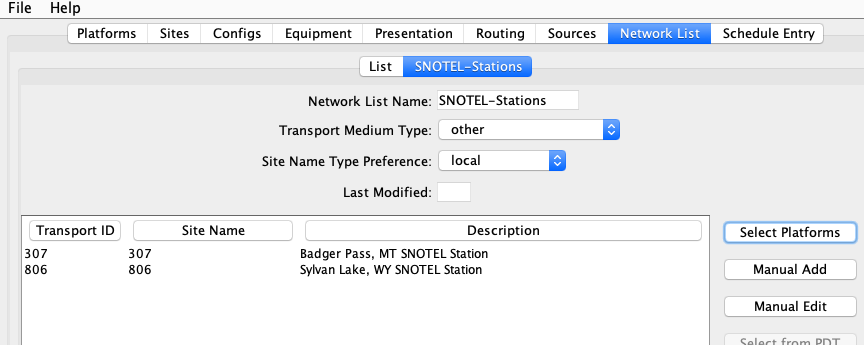 File Help
Platforms Sites Configs Equipment Presentation Routing Sources Network List Schedule Entry
List SNOTEL-Stations
Network List Name: SNOTEL-Stations
Transport Medium Type: other
Site Name Type Preference: local
Last Modified:
Transport ID Site Name Description
307 307 Badger Pass, MT SNOTEL Station
806 806 Sylvan Lake, WY SNOTEL Station
Select Platforms
Manual Add
Manual Edit
Select from PDT